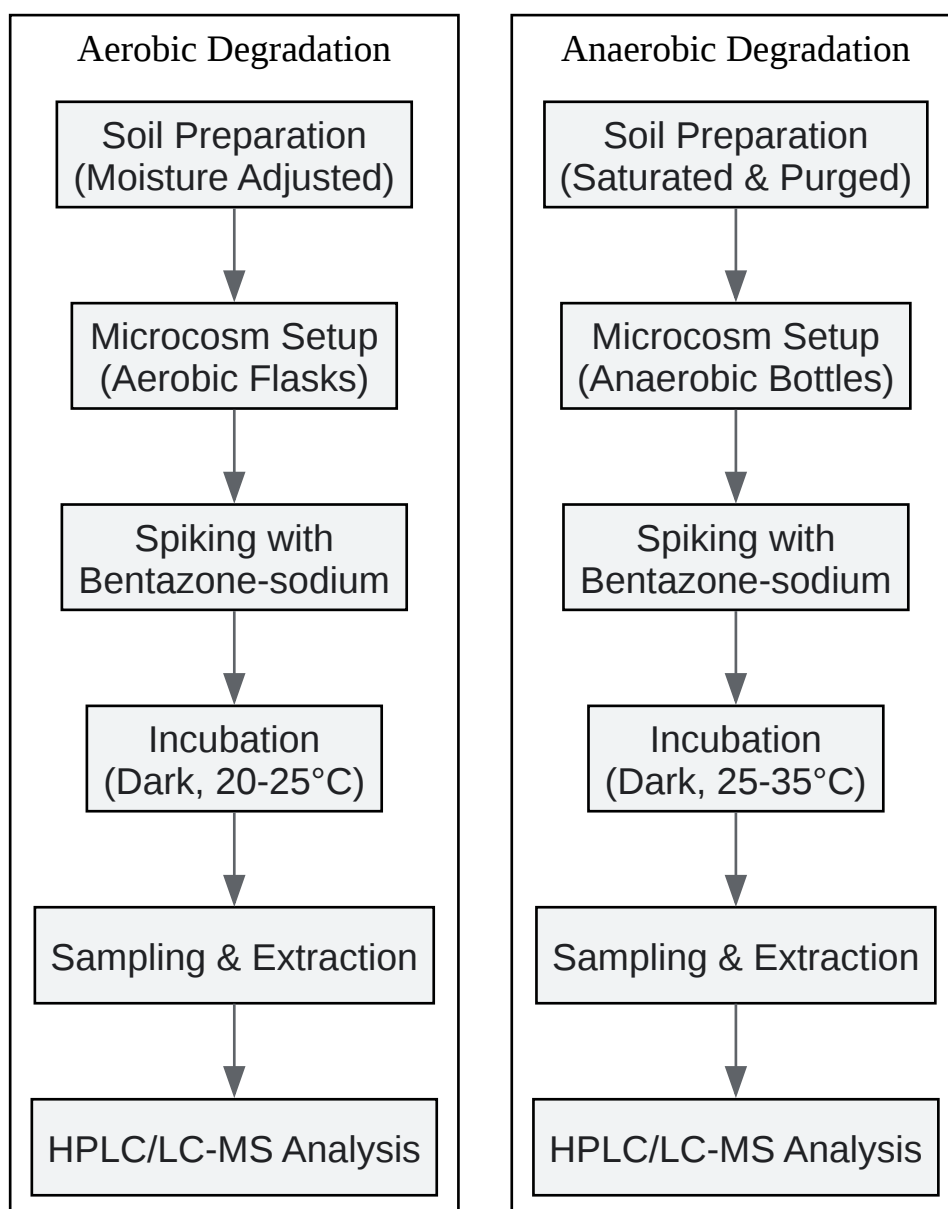 Aerobic Degradation
Soil Preparation
(Moisture Adjusted)
Microcosm Setup
(Aerobic Flasks)
Spiking with
Bentazone-sodium
Incubation
(Dark, 20-25°C)
Sampling & Extraction
HPLC/LC-MS Analysis
Anaerobic Degradation
Soil Preparation
(Saturated & Purged)
Microcosm Setup
(Anaerobic Bottles)
Spiking with
Bentazone-sodium
Incubation
(Dark, 25-35°C)
Sampling & Extraction
HPLC/LC-MS Analysis